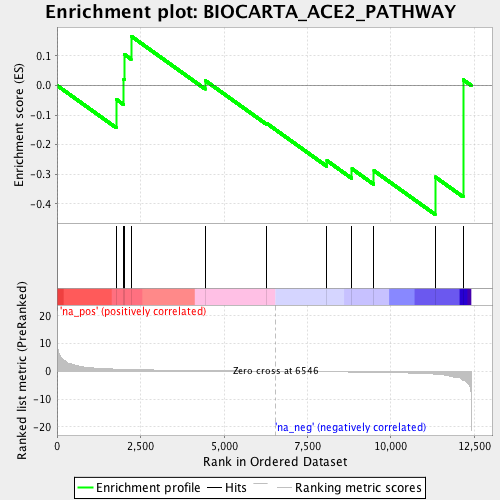 Enrichment plot: BIOCARTA_ACE2_PATHWAY
Enrichment score (ES)
0.1
0.0
-0.1
-0.2
-0.3
-0.4
'na_pos' (positively correlated)
Ranked list metric (PreRanked)
20
10
0
-10
-20
Zero cross at 6546
'na_neg' (negatively correlated)
0
2,500
5,000
7,500
10,000
12,500
Rank in Ordered Dataset
Enrichment profile
Hits
Ranking metric scores